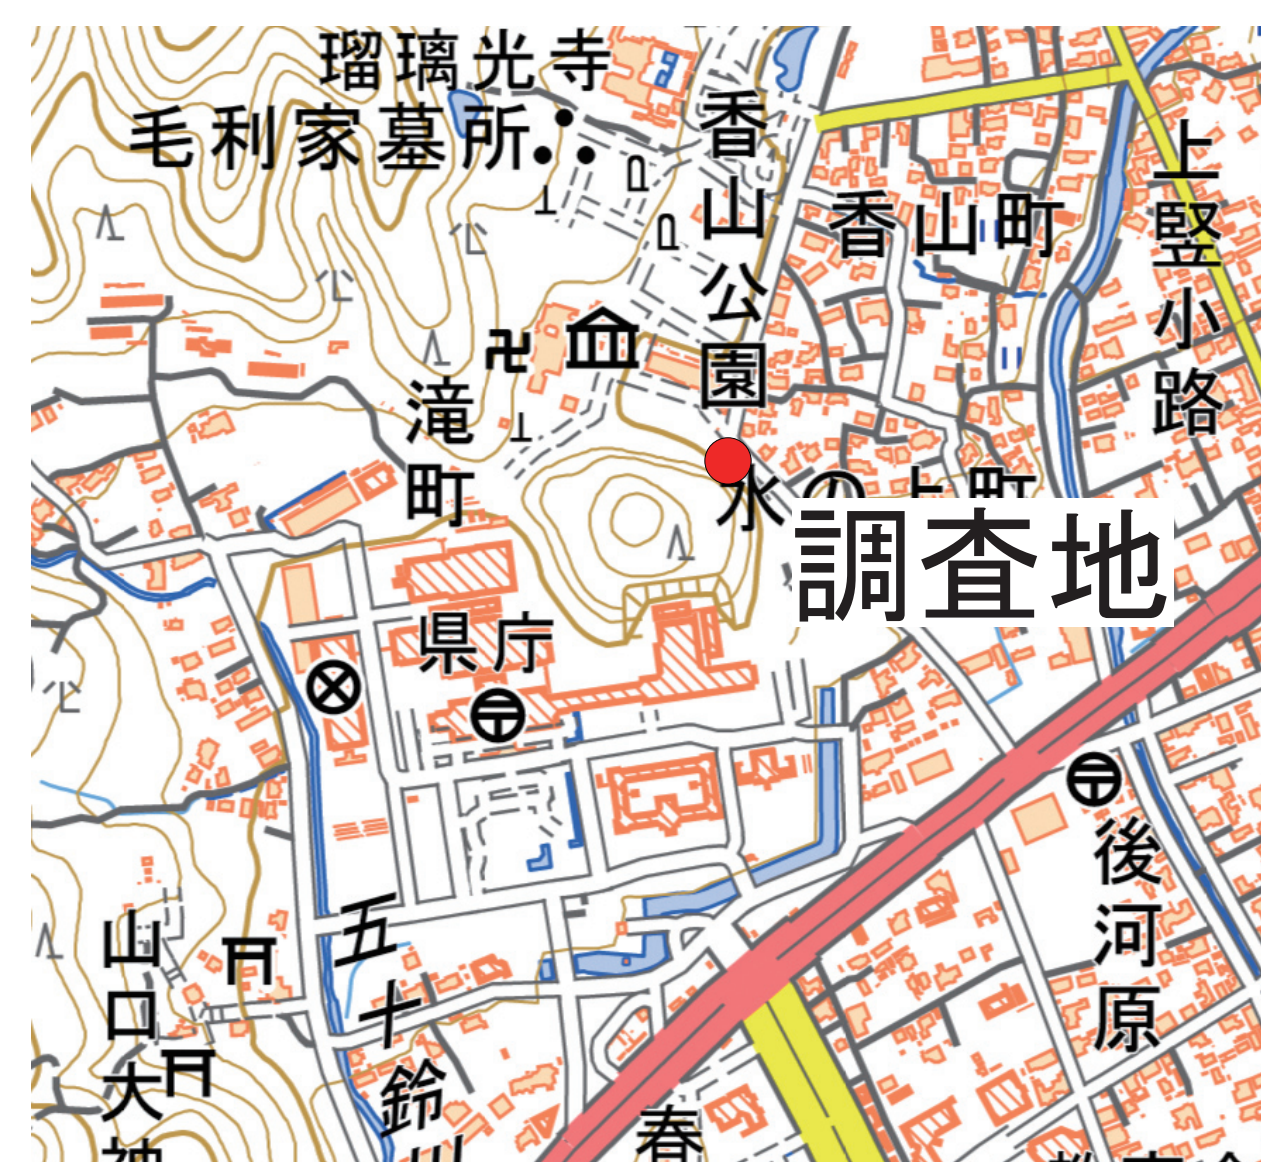 瑠璃光寺
毛利家墓所
香山公園
香山町
上竪小路
滝町
水の上町
調査地
県庁
後河原
五十鈴川
山口大神
春